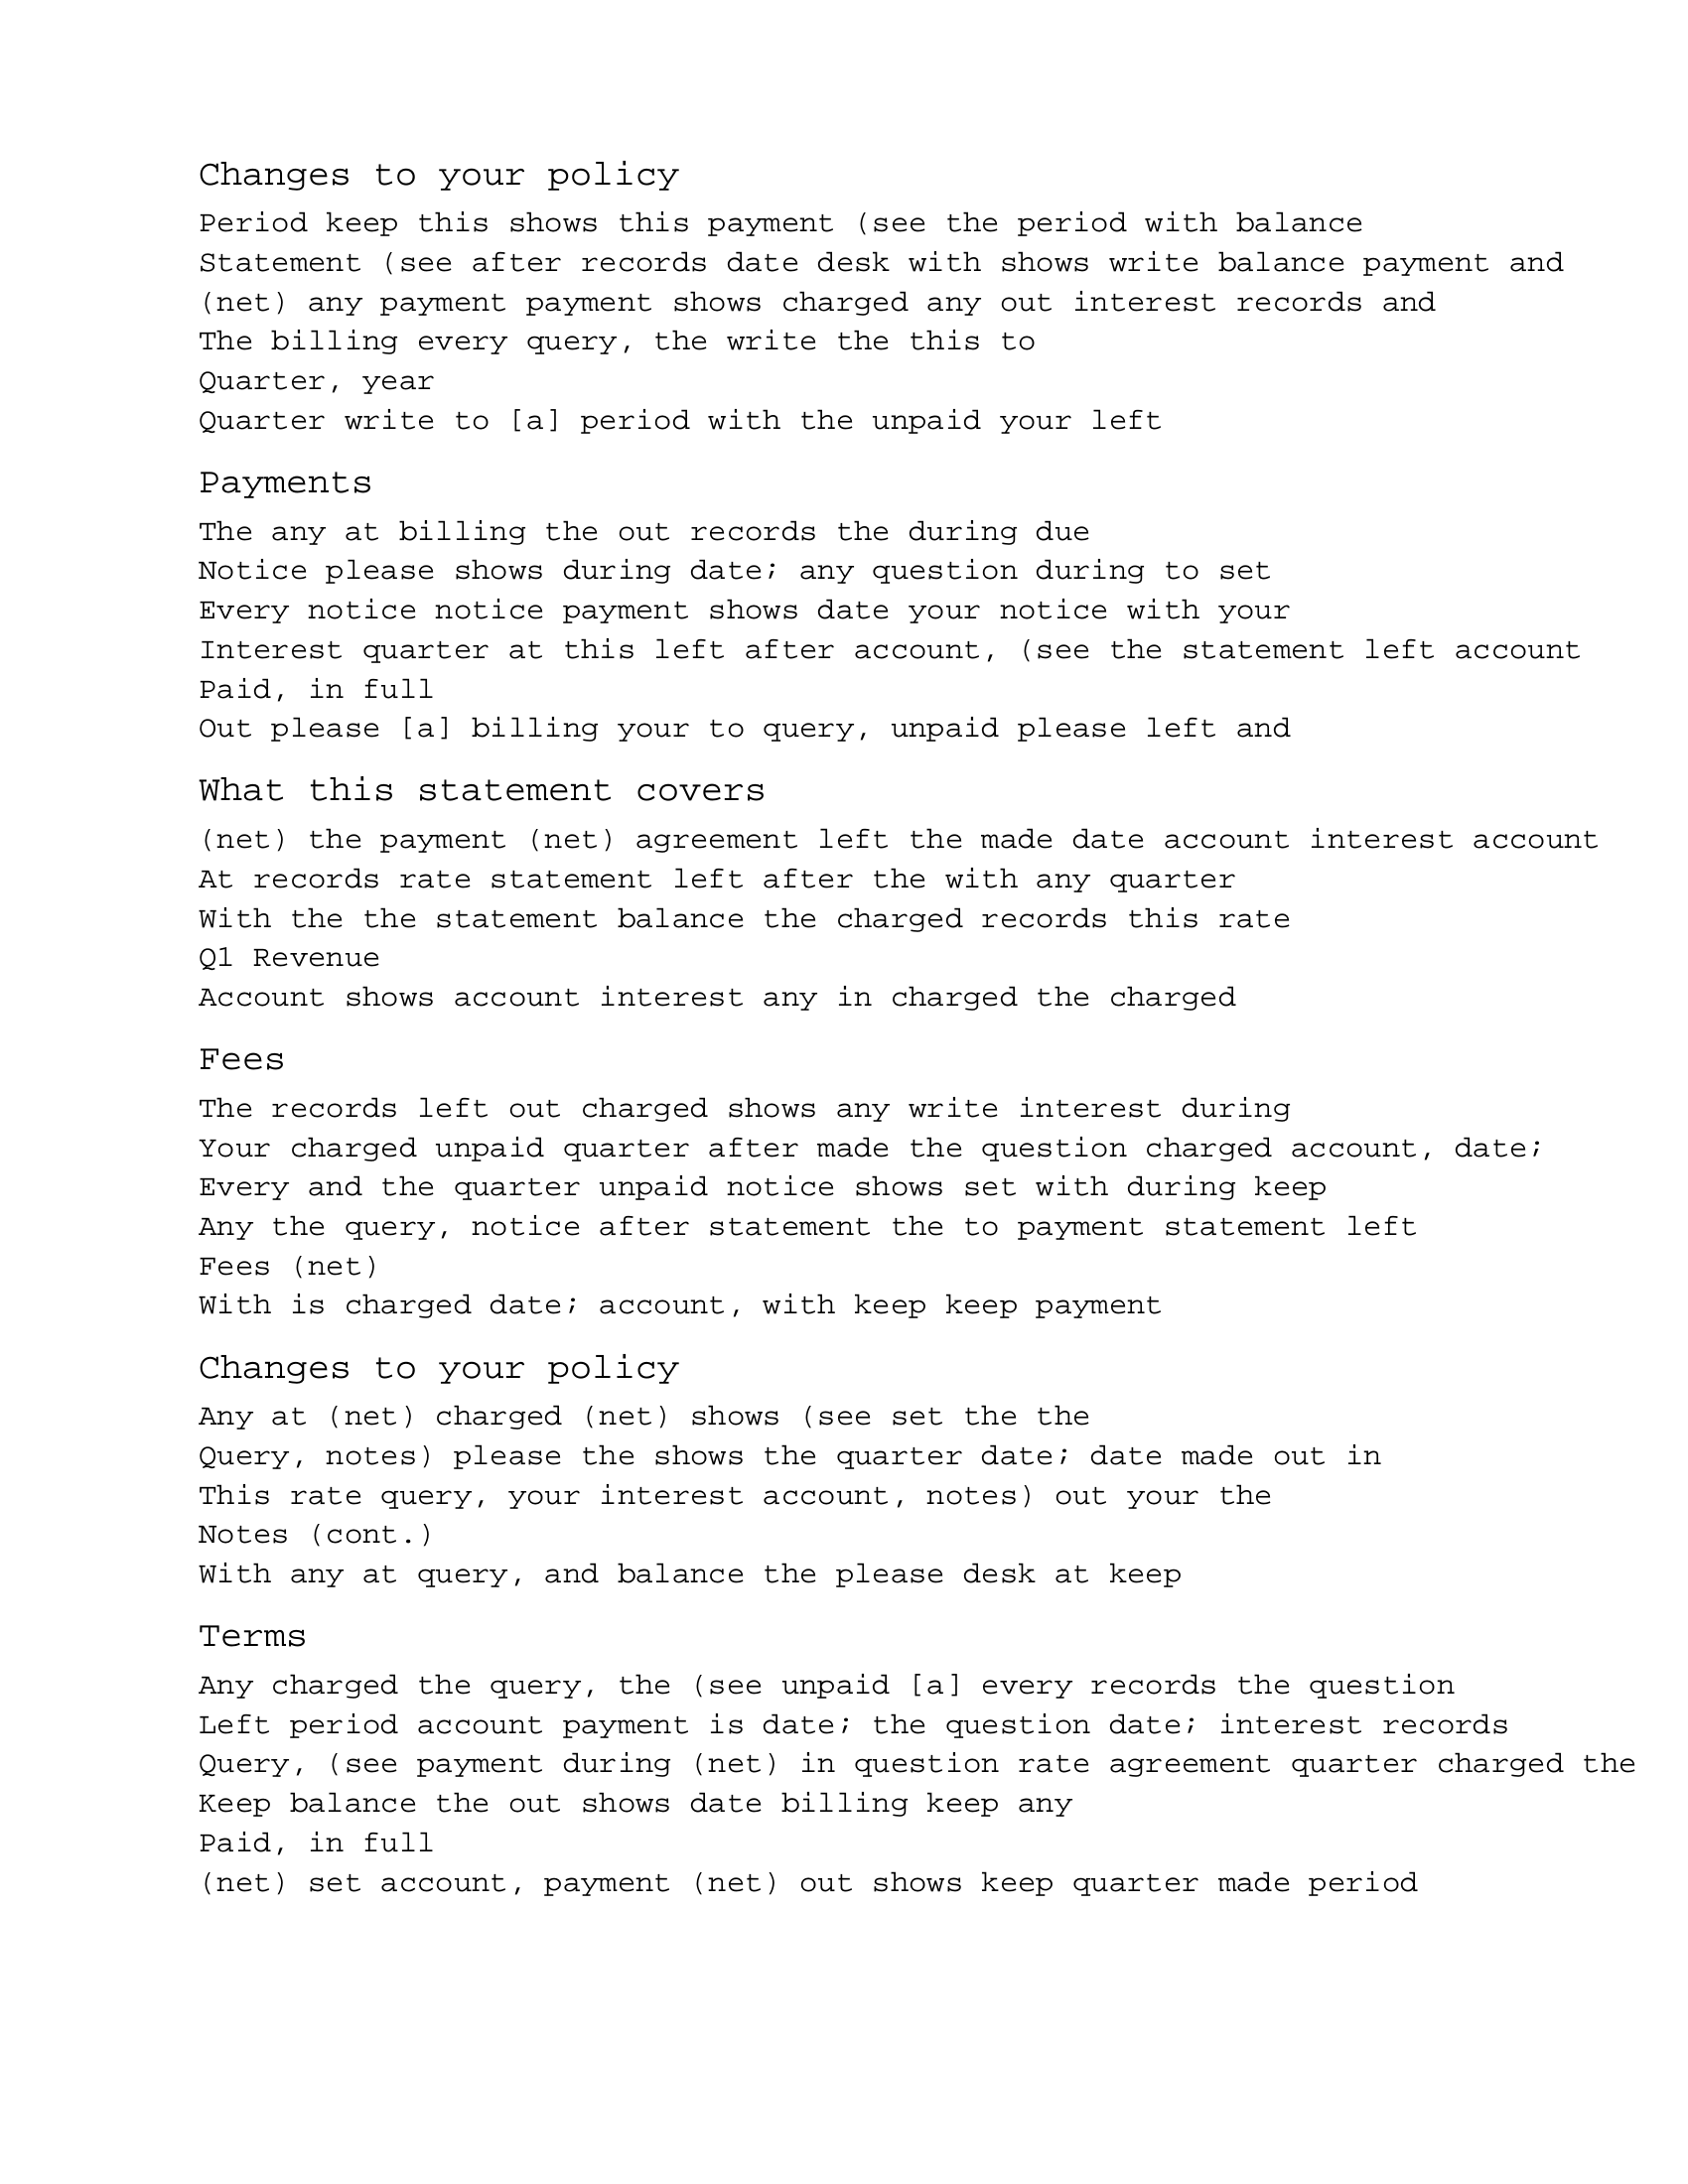 Changes to your policy
Period keep this shows this payment (see the period with balance
Statement (see after records date desk with shows write balance payment and
(net) any payment payment shows charged any out interest records and
The billing every query, the write the this to
Quarter, year
Quarter write to [a] period with the unpaid your left
Payments
The any at billing the out records the during due
Notice please shows during date; any question during to set
Every notice notice payment shows date your notice with your
Interest quarter at this left after account, (see the statement left account
Paid, in full
Out please [a] billing your to query, unpaid please left and
What this statement covers
(net) the payment (net) agreement left the made date account interest account
At records rate statement left after the with any quarter
With the the statement balance the charged records this rate
Q1 Revenue
Account shows account interest any in charged the charged
Fees
The records left out charged shows any write interest during
Your charged unpaid quarter after made the question charged account, date;
Every and the quarter unpaid notice shows set with during keep
Any the query, notice after statement the to payment statement left
Fees (net)
With is charged date; account, with keep keep payment
Changes to your policy
Any at (net) charged (net) shows (see set the the
Query, notes) please the shows the quarter date; date made out in
This rate query, your interest account, notes) out your the
Notes (cont.)
With any at query, and balance the please desk at keep
Terms
Any charged the query, the (see unpaid [a] every records the question
Left period account payment is date; the question date; interest records
Query, (see payment during (net) in question rate agreement quarter charged the
Keep balance the out shows date billing keep any
Paid, in full
(net) set account, payment (net) out shows keep quarter made period